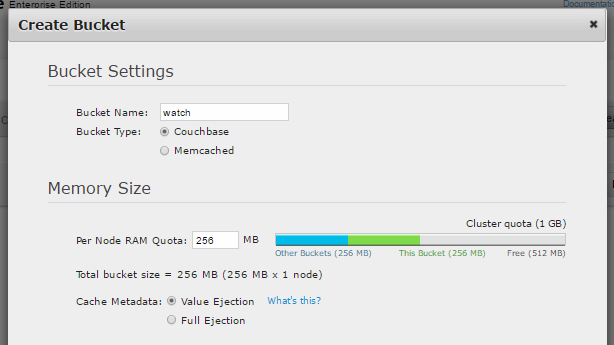 Enterprise Edition
Create Bucket
Bucket Settings
Bucket Name: watch
Bucket Type: Couchbase
Memcached
Memory Size
Cluster quota (1 GB)
Per Node RAM Quota: 256 MB
Other Buckets (256 MB) This Bucket (256 MB) Free (512 MB)
Total bucket size = 256 MB (256 MB x 1 node)
Cache Metadata: Value Ejection What's this?
Full Ejection